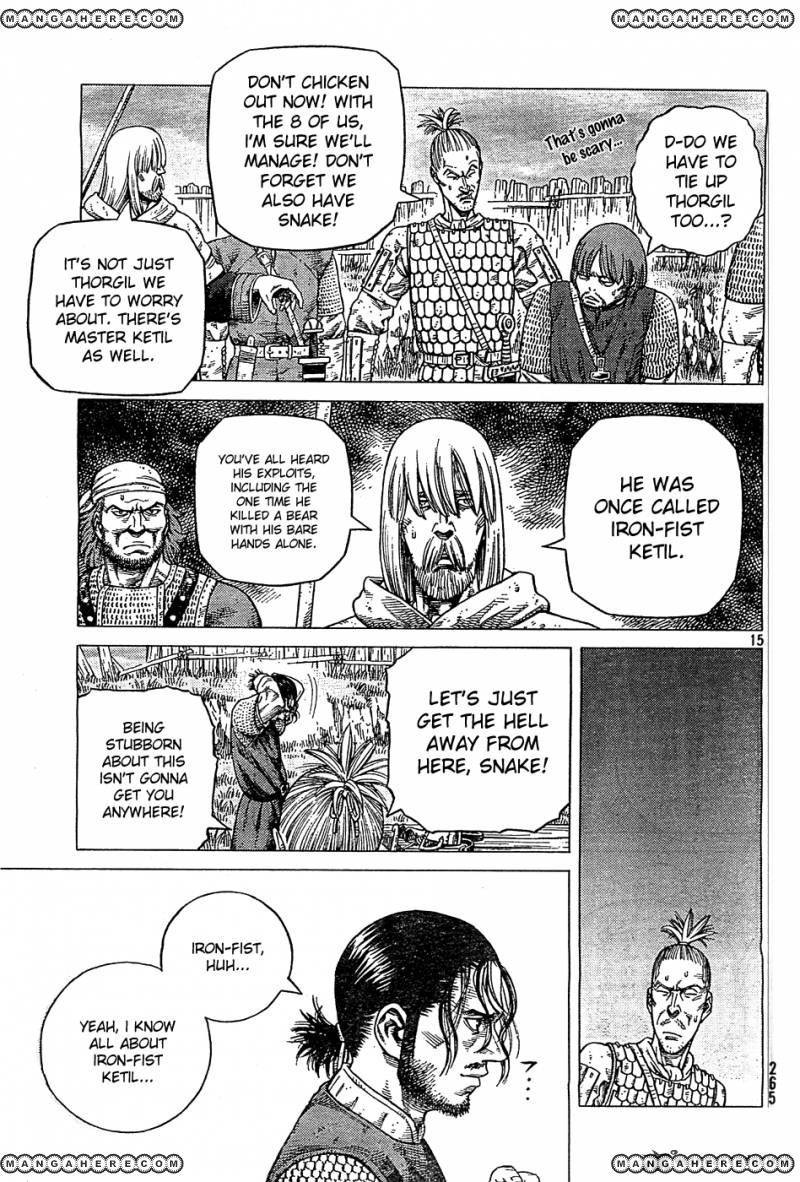 MANGAHERE.COM
MANGAHERE.COM
D-DO WE
HAVE TO
TIE UP
THORGIL
TOO...?
That's gonna
be scary...
DON'T CHICKEN
OUT NOW! WITH
THE 8 OF US,
I'M SURE WE'LL
MANAGE! DON'T
FORGET WE
ALSO HAVE
SNAKE!
IT'S NOT JUST
THORGIL WE
HAVE TO WORRY
ABOUT. THERE'S
MASTER KETIL
AS WELL.
HE WAS
ONCE CALLED
IRON-FIST
KETIL.
YOU'VE ALL HEARD
HIS EXPLOITS,
INCLUDING THE
ONE TIME HE
KILLED A BEAR
WITH HIS BARE
HANDS ALONE.
15
LET'S JUST
GET THE HELL
AWAY FROM
HERE, SNAKE!
BEING
STUBBORN
ABOUT THIS
ISN'T GONNA
GET YOU
ANYWHERE!
IRON-FIST,
HUH...
YEAH, I KNOW
ALL ABOUT
IRON-FIST
KETIL...
265
MANGAHERE.COM
MANGAHERE.COM